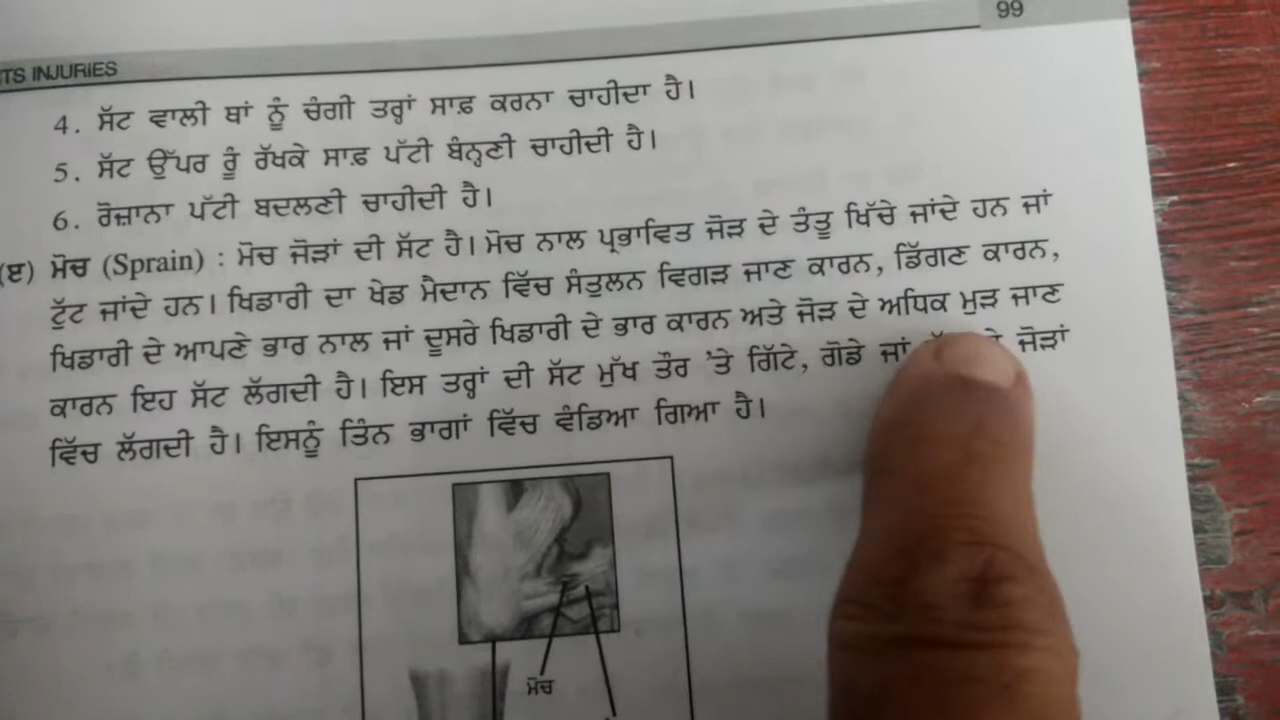 99
TS INJURIES
4. ਸੱਟ ਵਾਲੀ ਥਾਂ ਨੂੰ ਚੰਗੀ ਤਰ੍ਹਾਂ ਸਾਫ਼ ਕਰਨਾ ਚਾਹੀਦਾ ਹੈ।
5. ਸੱਟ ਉੱਪਰ ਰੂੰ ਰੱਖਕੇ ਸਾਫ਼ ਪੱਟੀ ਬੰਨ੍ਹਣੀ ਚਾਹੀਦੀ ਹੈ।
6. ਰੋਜ਼ਾਨਾ ਪੱਟੀ ਬਦਲਣੀ ਚਾਹੀਦੀ ਹੈ।
(ੲ) ਮੋਚ (Sprain) : ਮੋਚ ਜੋੜਾਂ ਦੀ ਸੱਟ ਹੈ। ਮੋਚ ਨਾਲ ਪ੍ਰਭਾਵਿਤ ਜੋੜ ਦੇ ਤੰਤੂ ਖਿੱਚੇ ਜਾਂਦੇ ਹਨ ਜਾਂ
ਟੁੱਟ ਜਾਂਦੇ ਹਨ। ਖਿਡਾਰੀ ਦਾ ਖੇਡ ਮੈਦਾਨ ਵਿੱਚ ਸੰਤੁਲਨ ਵਿਗੜ ਜਾਣ ਕਾਰਨ, ਡਿੱਗਣ ਕਾਰਨ,
ਖਿਡਾਰੀ ਦੇ ਆਪਣੇ ਭਾਰ ਨਾਲ ਜਾਂ ਦੂਸਰੇ ਖਿਡਾਰੀ ਦੇ ਭਾਰ ਕਾਰਨ ਅਤੇ ਜੋੜ ਦੇ ਅਧਿਕ ਮੁੜ ਜਾਣ
ਕਾਰਨ ਇਹ ਸੱਟ ਲੱਗਦੀ ਹੈ। ਇਸ ਤਰ੍ਹਾਂ ਦੀ ਸੱਟ ਮੁੱਖ ਤੌਰ 'ਤੇ ਗਿੱਟੇ, ਗੋਡੇ ਜਾਂ ਜੋੜਾਂ
ਵਿੱਚ ਲੱਗਦੀ ਹੈ। ਇਸਨੂੰ ਤਿੰਨ ਭਾਗਾਂ ਵਿੱਚ ਵੰਡਿਆ ਗਿਆ ਹੈ।
ਮੋਚ